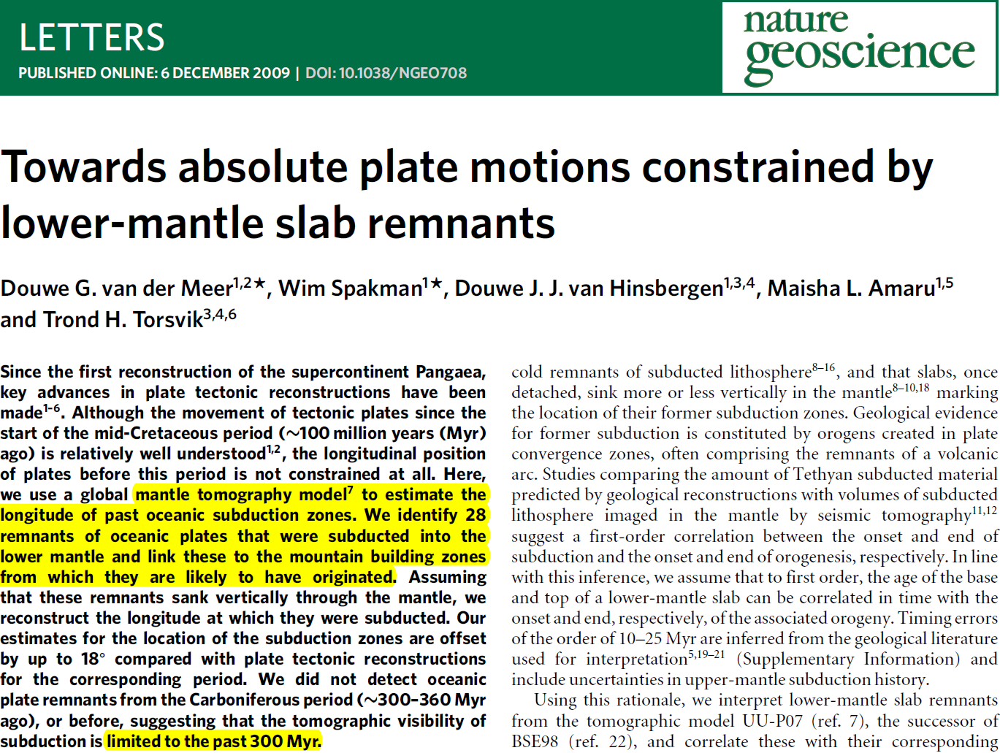 LETTERS
PUBLISHED ONLINE: 6 DECEMBER 2009 | DOI: 10.1038/NGEO708
nature
geoscience
Towards absolute plate motions constrained by
lower-mantle slab remnants
Douwe G. van der Meer1,2★, Wim Spakman1★, Douwe J. J. van Hinsbergen1,3,4, Maisha L. Amaru1,5
and Trond H. Torsvik3,4,6
Since the first reconstruction of the supercontinent Pangaea,
key advances in plate tectonic reconstructions have been
made1–6. Although the movement of tectonic plates since the
start of the mid-Cretaceous period (∼100 million years (Myr)
ago) is relatively well understood1,2, the longitudinal position
of plates before this period is not constrained at all. Here,
we use a global mantle tomography model7 to estimate the
longitude of past oceanic subduction zones. We identify 28
remnants of oceanic plates that were subducted into the
lower mantle and link these to the mountain building zones
from which they are likely to have originated. Assuming
that these remnants sank vertically through the mantle, we
reconstruct the longitude at which they were subducted. Our
estimates for the location of the subduction zones are offset
by up to 18° compared with plate tectonic reconstructions
for the corresponding period. We did not detect oceanic
plate remnants from the Carboniferous period (∼300–360 Myr
ago), or before, suggesting that the tomographic visibility of
subduction is limited to the past 300 Myr.
cold remnants of subducted lithosphere8–16, and that slabs, once
detached, sink more or less vertically in the mantle8–10,18 marking
the location of their former subduction zones. Geological evidence
for former subduction is constituted by orogens created in plate
convergence zones, often comprising the remnants of a volcanic
arc. Studies comparing the amount of Tethyan subducted material
predicted by geological reconstructions with volumes of subducted
lithosphere imaged in the mantle by seismic tomography11,12
suggest a first-order correlation between the onset and end of
subduction and the onset and end of orogenesis, respectively. In line
with this inference, we assume that to first order, the age of the base
and top of a lower-mantle slab can be correlated in time with the
onset and end, respectively, of the associated orogeny. Timing errors
of the order of 10–25 Myr are inferred from the geological literature
used for interpretation5,19–21 (Supplementary Information) and
include uncertainties in upper-mantle subduction history.
Using this rationale, we interpret lower-mantle slab remnants
from the tomographic model UU-P07 (ref. 7), the successor of
BSE98 (ref. 22), and correlate these with their corresponding